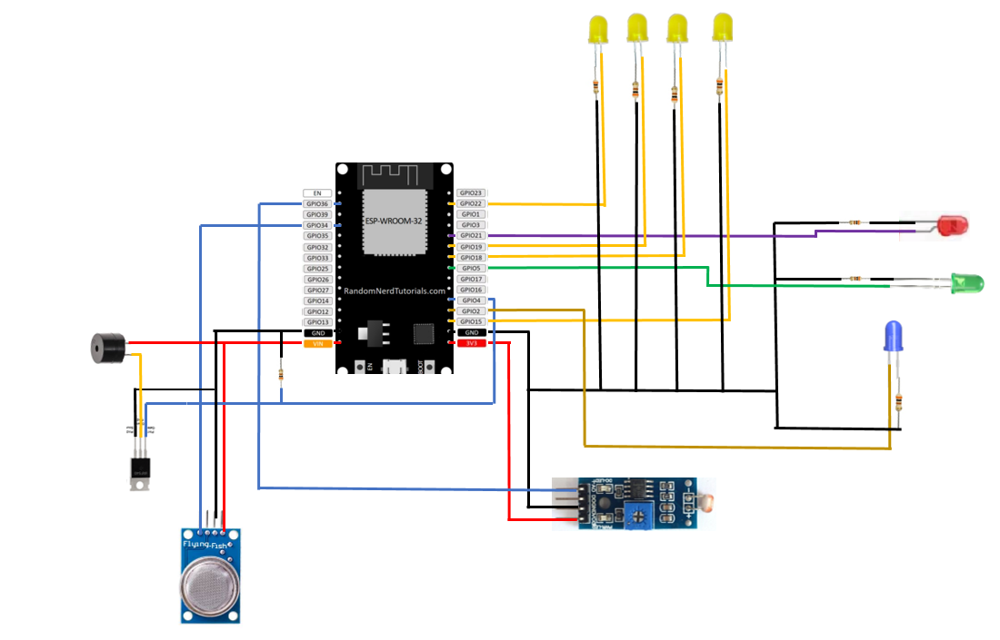 EN
GPIO36
GPIO39
GPIO34
GPIO35
GPIO32
GPIO33
GPIO25
GPIO26
GPIO27
GPIO14
GPIO12
GPIO13
GND
VIN
ESP-WROOM-32
RandomNerdTutorials.com
EN
BOOT
GPIO23
GPIO22
GPIO1
GPIO3
GPIO21
GPIO19
GPIO18
GPIO5
GPIO17
GPIO16
GPIO4
GPIO2
GPIO15
GND
3V3
Flying-Fish